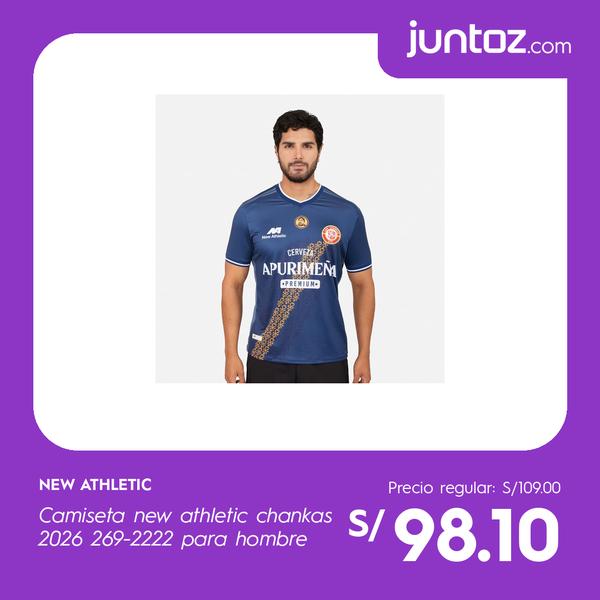 juntoz.com
New Athletic
CERVEZA
APURIMEÑA
PREMIUM
NEW ATHLETIC
Precio regular: S/109.00
Camiseta new athletic chankas
2026 269-2222 para hombre
S/98.10